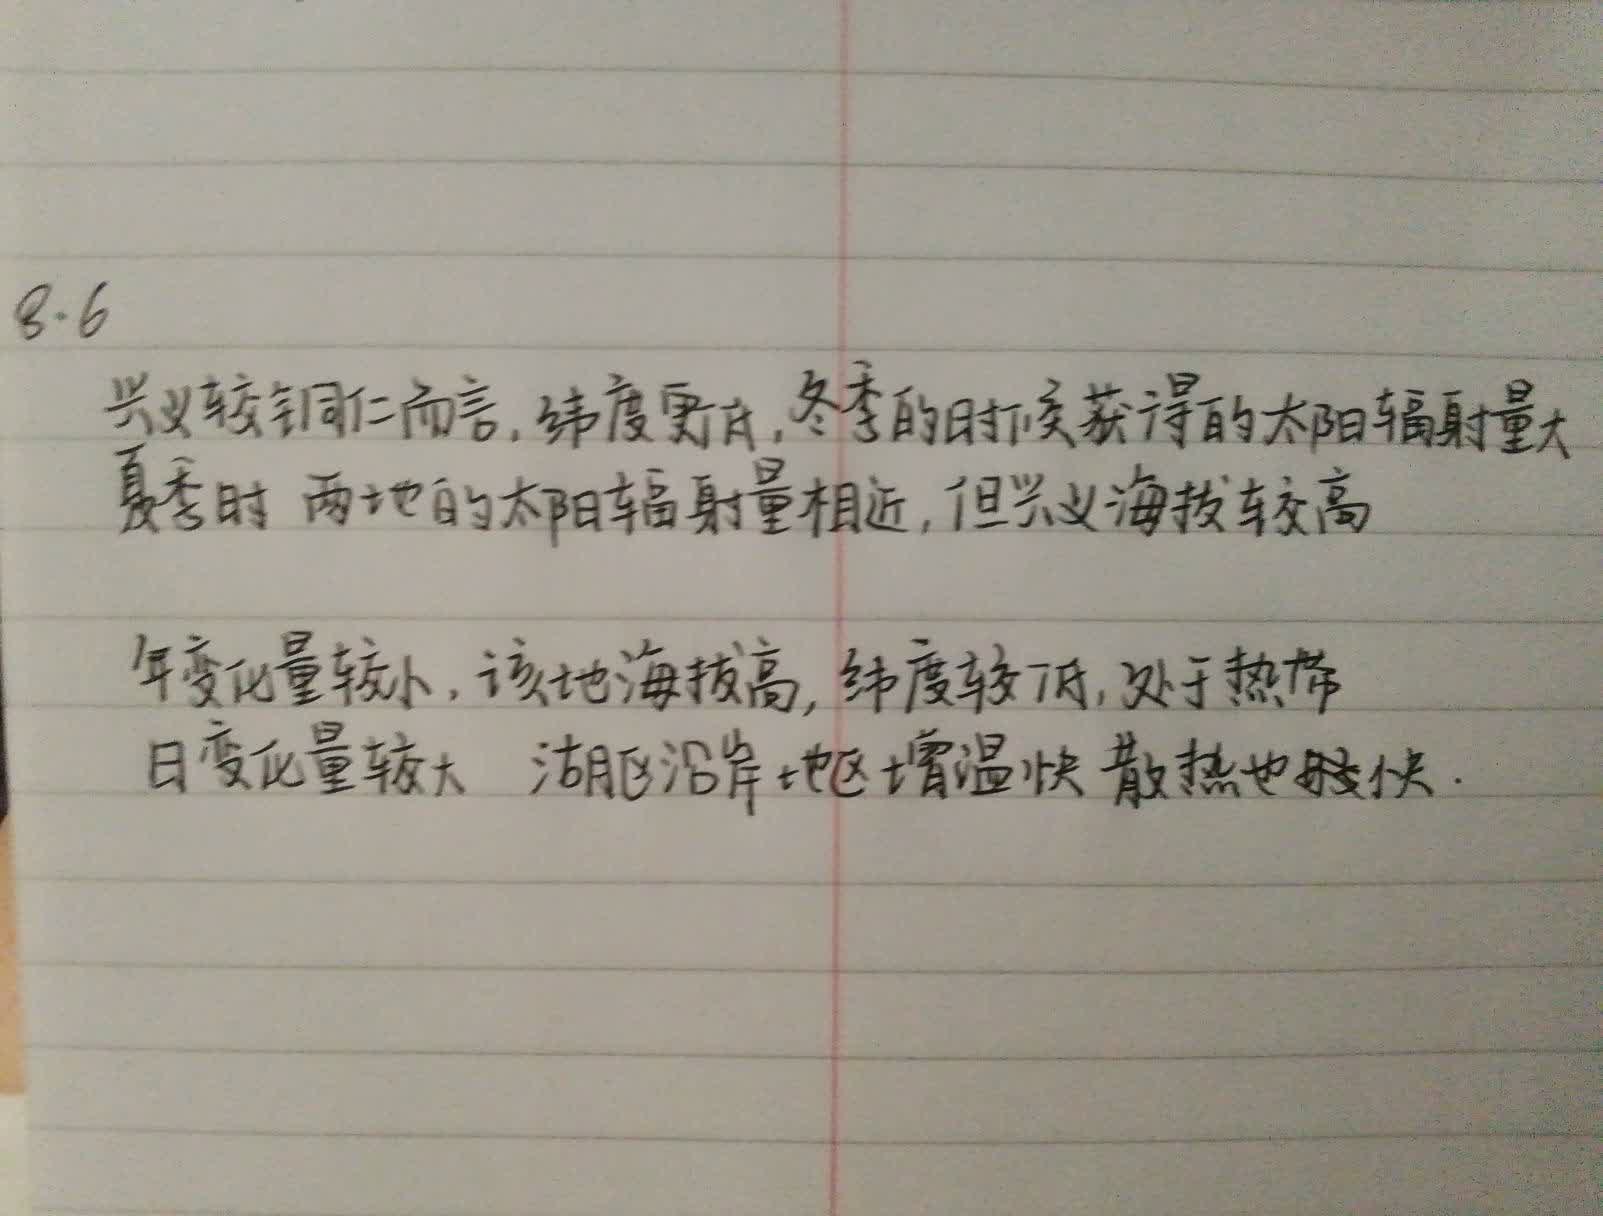 8.6
兴义较铜仁而言,纬度更低,冬季的时候获得的太阳辐射量大
夏季时 两地的太阳辐射量相近,但兴义海拔较高
年变化量较小,该地海拔高,纬度较低,处于热带
日变化量较大 湖区沿岸地区增温快 散热也较快.